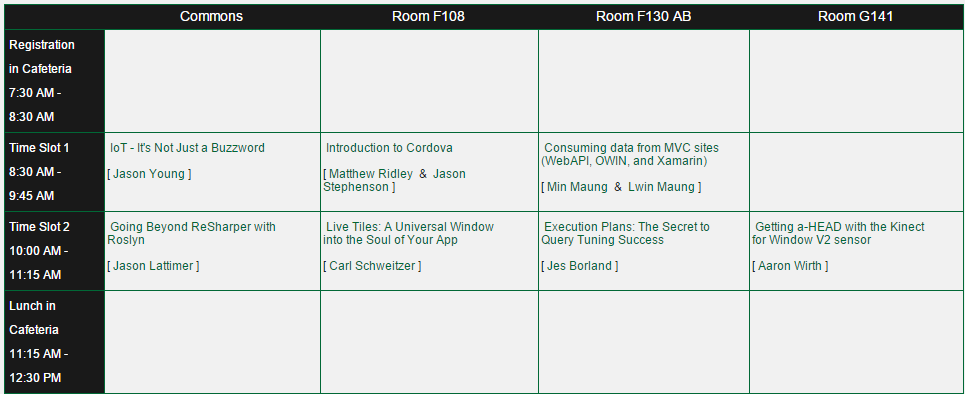 Commons Room F108 Room F130 AB Room G141
Registration
in Cafeteria
7:30 AM -
8:30 AM
Time Slot 1
8:30 AM -
9:45 AM
IoT - It's Not Just a Buzzword
[ Jason Young ]
Introduction to Cordova
[ Matthew Ridley & Jason
Stephenson ]
Consuming data from MVC sites
(WebAPI, OWIN, and Xamarin)
[ Min Maung & Lwin Maung ]
Time Slot 2
10:00 AM -
11:15 AM
Going Beyond ReSharper with
Roslyn
[ Jason Lattimer ]
Live Tiles: A Universal Window
into the Soul of Your App
[ Carl Schweitzer ]
Execution Plans: The Secret to
Query Tuning Success
[ Jes Borland ]
Getting a-HEAD with the Kinect
for Window V2 sensor
[ Aaron Wirth ]
Lunch in
Cafeteria
11:15 AM -
12:30 PM